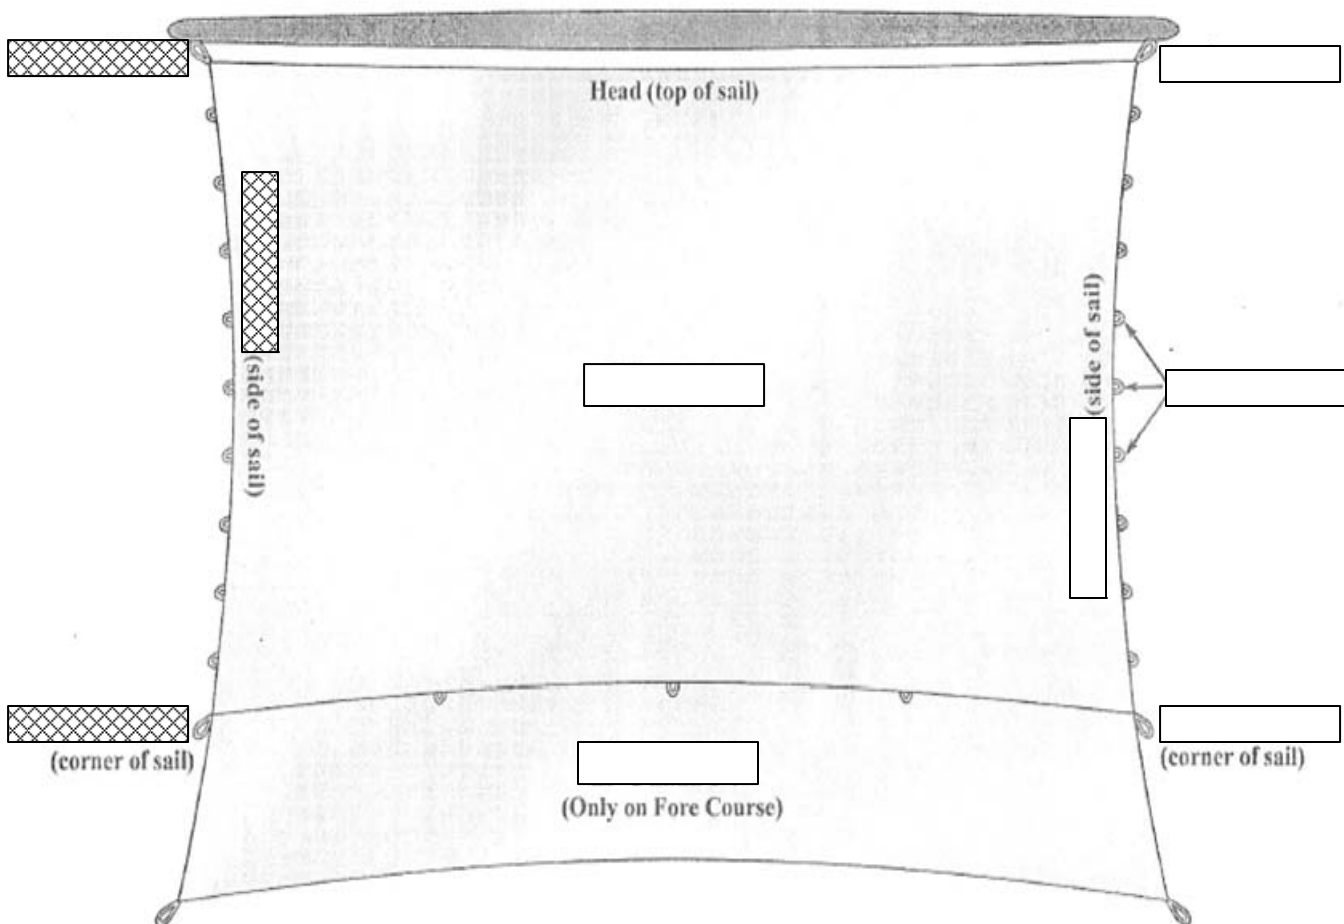 Head (top of sail)
(side of sail)
(side of sail)
(corner of sail)
(corner of sail)
(Only on Fore Course)